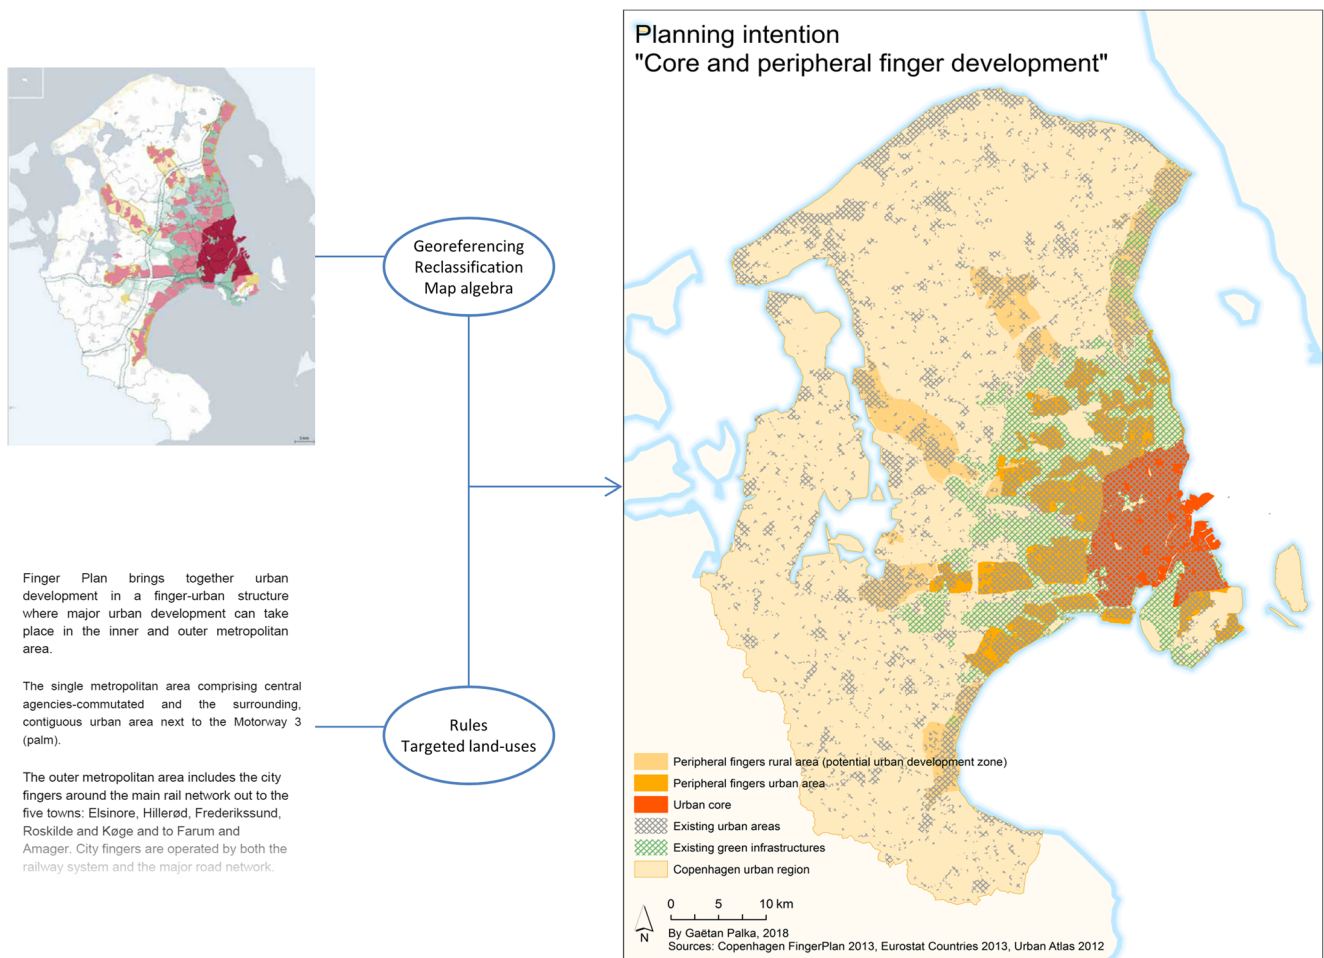 Planning intention
"Core and peripheral finger development"
Georeferencing
Reclassification
Map algebra
Finger Plan brings together urban
development in a finger-urban structure
where major urban development can take
place in the inner and outer metropolitan
area.
The single metropolitan area comprising central
agencies-commutated and the surrounding,
contiguous urban area next to the Motorway 3
(palm).
The outer metropolitan area includes the city
fingers around the main rail network out to the
five towns: Elsinore, Hillerød, Frederikssund,
Roskilde and Køge and to Farum and
Amager. City fingers are operated by both the
railway system and the major road network.
Rules
Targeted land-uses
Peripheral fingers rural area (potential urban development zone)
Peripheral fingers urban area
Urban core
Existing urban areas
Existing green infrastructures
Copenhagen urban region
0 5 10 km
N
By Gaëtan Palka, 2018
Sources: Copenhagen FingerPlan 2013, Eurostat Countries 2013, Urban Atlas 2012